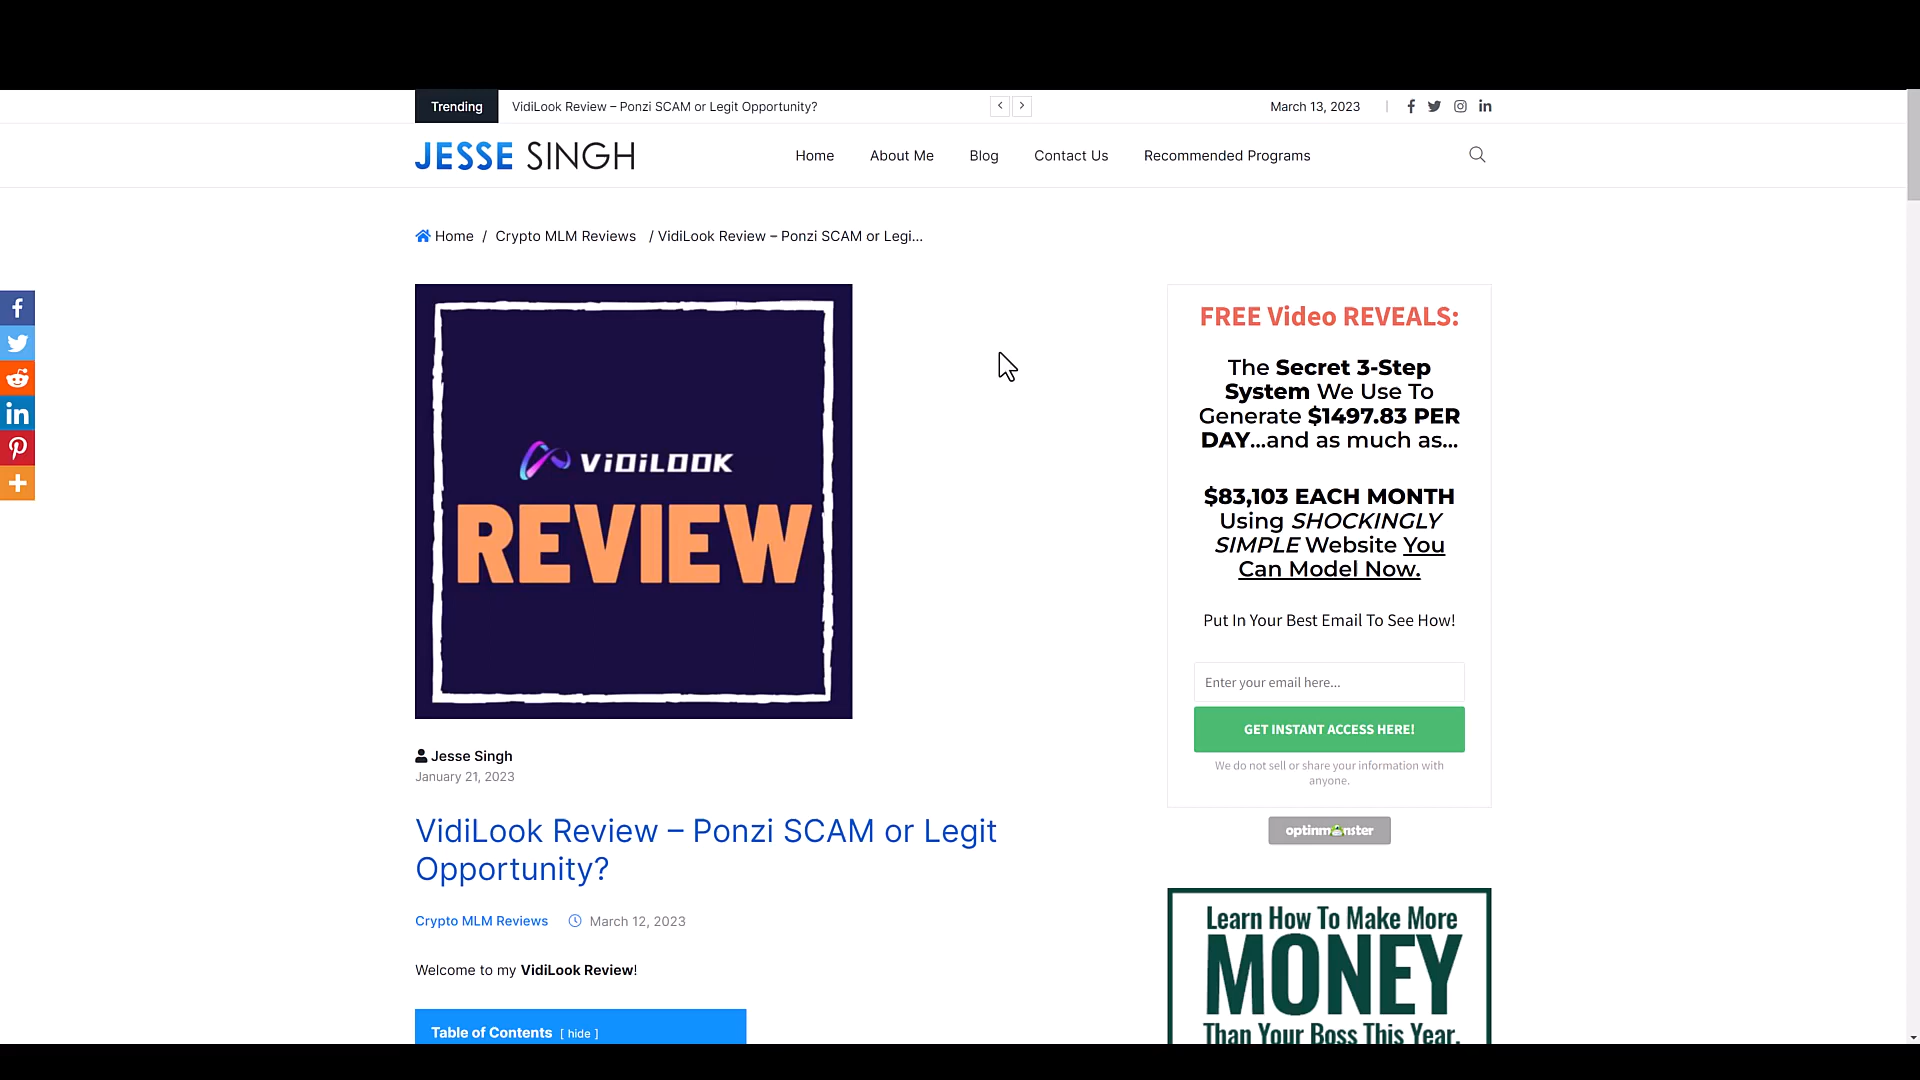 Trending
VidiLook Review – Ponzi SCAM or Legit Opportunity?
March 13, 2023
JESSE SINGH
Home
About Me
Blog
Contact Us
Recommended Programs
Home / Crypto MLM Reviews / VidiLook Review – Ponzi SCAM or Legi...
ViDiLOOK
REVIEW
FREE Video REVEALS:
The Secret 3-Step
System We Use To
Generate $1497.83 PER
DAY...and as much as...
$83,103 EACH MONTH
Using SHOCKINGLY
SIMPLE Website You
Can Model Now.
Put In Your Best Email To See How!
Enter your email here...
GET INSTANT ACCESS HERE!
We do not sell or share your information with
anyone.
optinmonster
Jesse Singh
January 21, 2023
VidiLook Review – Ponzi SCAM or Legit
Opportunity?
Crypto MLM Reviews
March 12, 2023
Welcome to my VidiLook Review!
Table of Contents [ hide ]
Learn How To Make More
MONEY
Than Your Boss This Year.